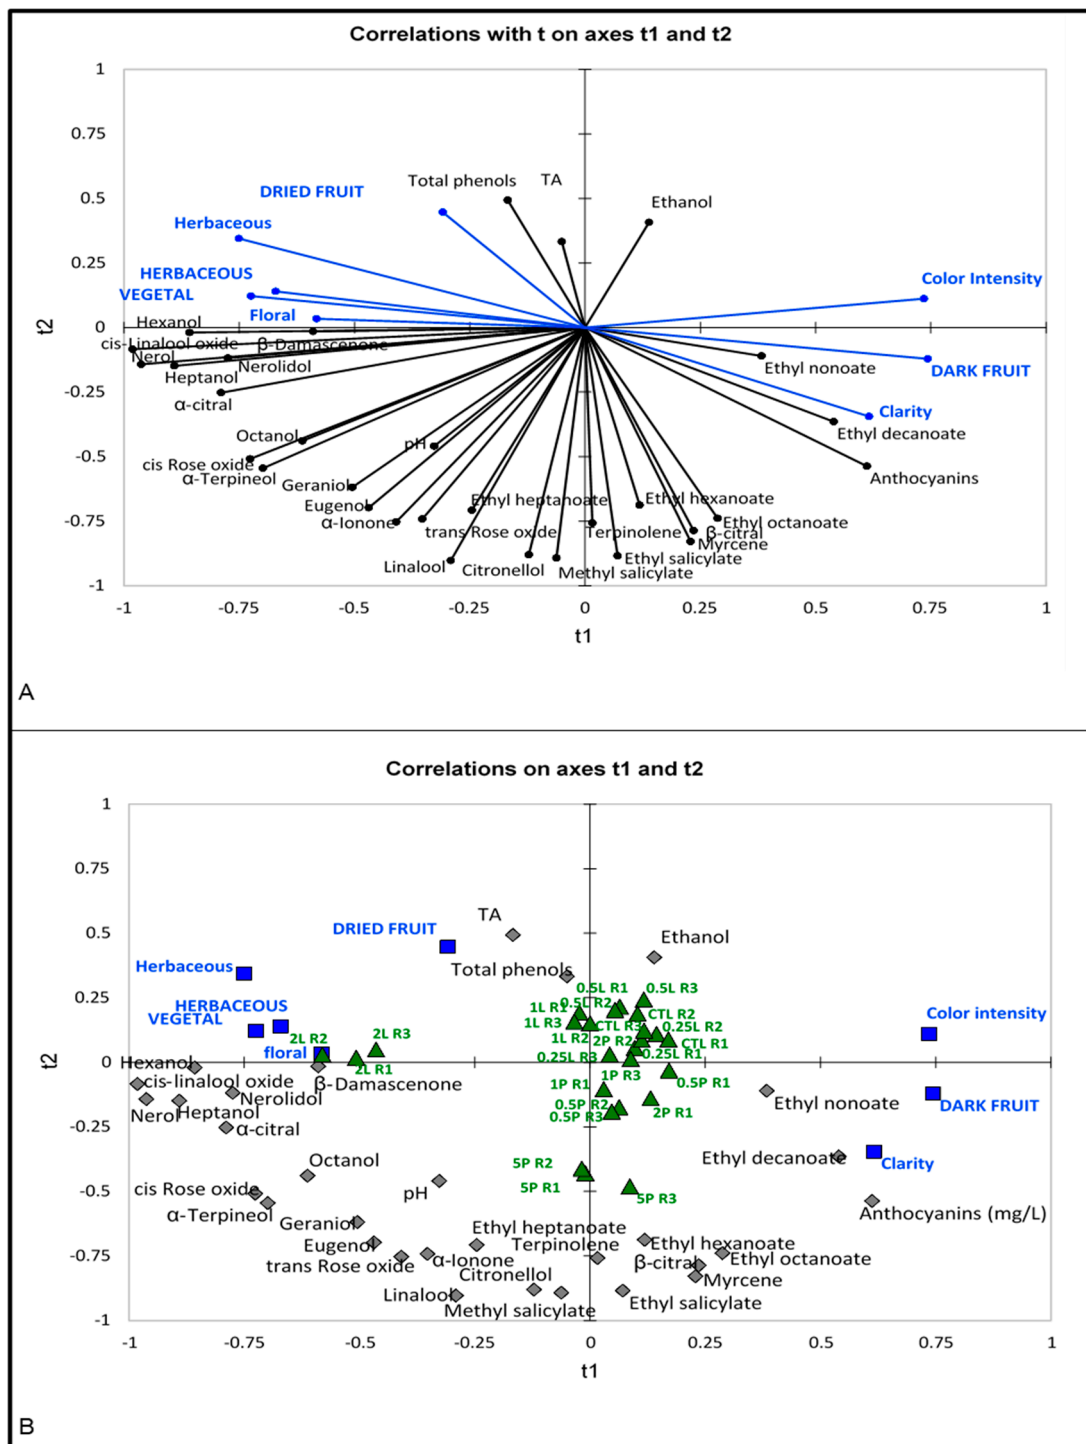 Correlations with t on axes t1 and t2
1
0.75
0.5
0.25
0
-0.25
-0.5
-0.75
-1
t2
Total phenols
TA
DRIED FRUIT
Ethanol
Herbaceous
HERBACEOUS
VEGETAL
Color Intensity
Floral
Hexanol
cis-Linalool oxide
β-Damascenone
Nerol
Nerolidol
Heptanol
Ethyl nonoate
DARK FRUIT
α-citral
Clarity
Octanol
pH
Ethyl decanoate
cis Rose oxide
α-Terpineol
Anthocyanins
Geraniol
Eugenol
Ethyl heptanoate
Ethyl hexanoate
α-Ionone
trans Rose oxide
Terpinolene
Ethyl octanoate
β-citral
Myrcene
Linalool
Citronellol
Methyl salicylate
Ethyl salicylate
-1 -0.75 -0.5 -0.25 0 0.25 0.5 0.75 1
t1
A
Correlations on axes t1 and t2
1
0.75
0.5
0.25
0
-0.25
-0.5
-0.75
-1
t2
TA
DRIED FRUIT
Ethanol
Herbaceous
Total phenols
0.5L R1
0.5L R3
HERBACEOUS
VEGETAL
1L R1
0.5L R2
CTL R2
Color intensity
2L R2
2L R3
1L R3
CTL R3
0.25L R2
floral
1L R2
2P R2
CTL R1
Hexanol
2L R1
0.25L R3
0.25L R1
cis-linalool oxide
β-Damascenone
1P R3
0.5P R1
Nerolidol
1P R1
Nerol
Heptanol
0.5P R2
2P R1
Ethyl nonoate
DARK FRUIT
α-citral
0.5P R3
Octanol
5P R2
Ethyl decanoate
Clarity
cis Rose oxide
pH
5P R1
5P R3
α-Terpineol
Anthocyanins (mg/L)
Geraniol
Ethyl heptanoate
Eugenol
Terpinolene
Ethyl hexanoate
trans Rose oxide
α-Ionone
β-citral
Ethyl octanoate
Citronellol
Myrcene
Linalool
Methyl salicylate
Ethyl salicylate
-1 -0.75 -0.5 -0.25 0 0.25 0.5 0.75 1
t1
B